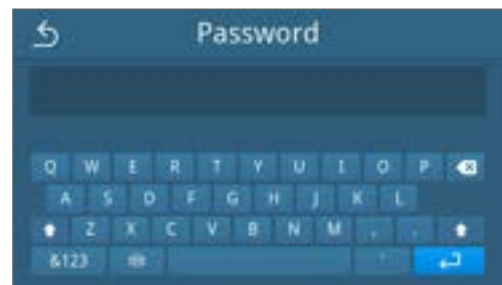 Password
Q W E R T Y U I O P
A S D F G H J K L
Z X C V B N M , .
&123 '